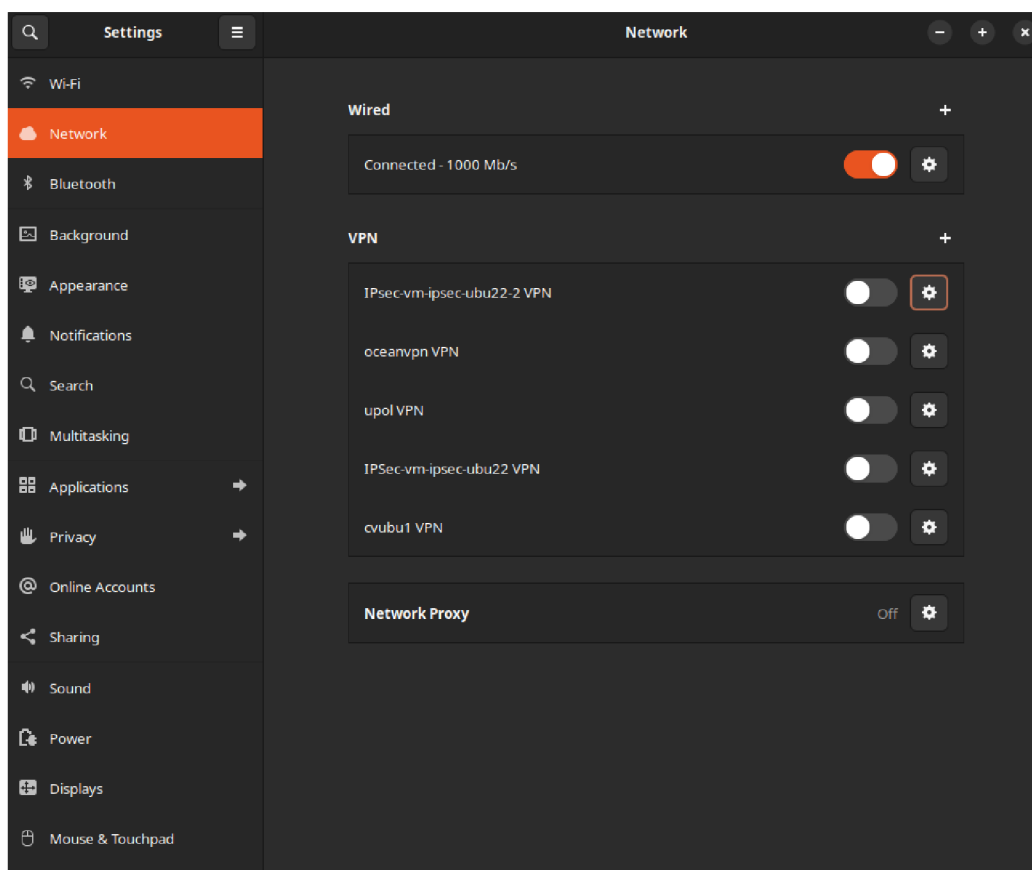 Settings
Network
Wi-Fi
Network
Bluetooth
Background
Appearance
Notifications
Search
Multitasking
Applications
Privacy
Online Accounts
Sharing
Sound
Power
Displays
Mouse & Touchpad
Wired
Connected - 1000 Mb/s
VPN
IPsec-vm-ipsec-ubu22-2 VPN
oceanvpn VPN
upol VPN
IPSec-vm-ipsec-ubu22 VPN
cvubu1 VPN
Network Proxy Off